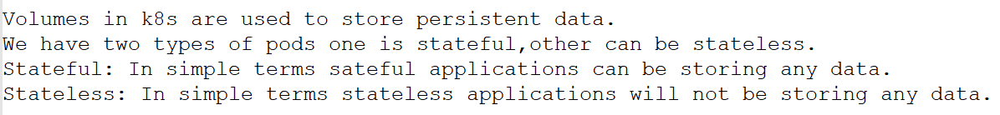 Volumes in k8s are used to store persistent data.
We have two types of pods one is stateful,other can be stateless.
Stateful: In simple terms sateful applications can be storing any data.
Stateless: In simple terms stateless applications will not be storing any data.